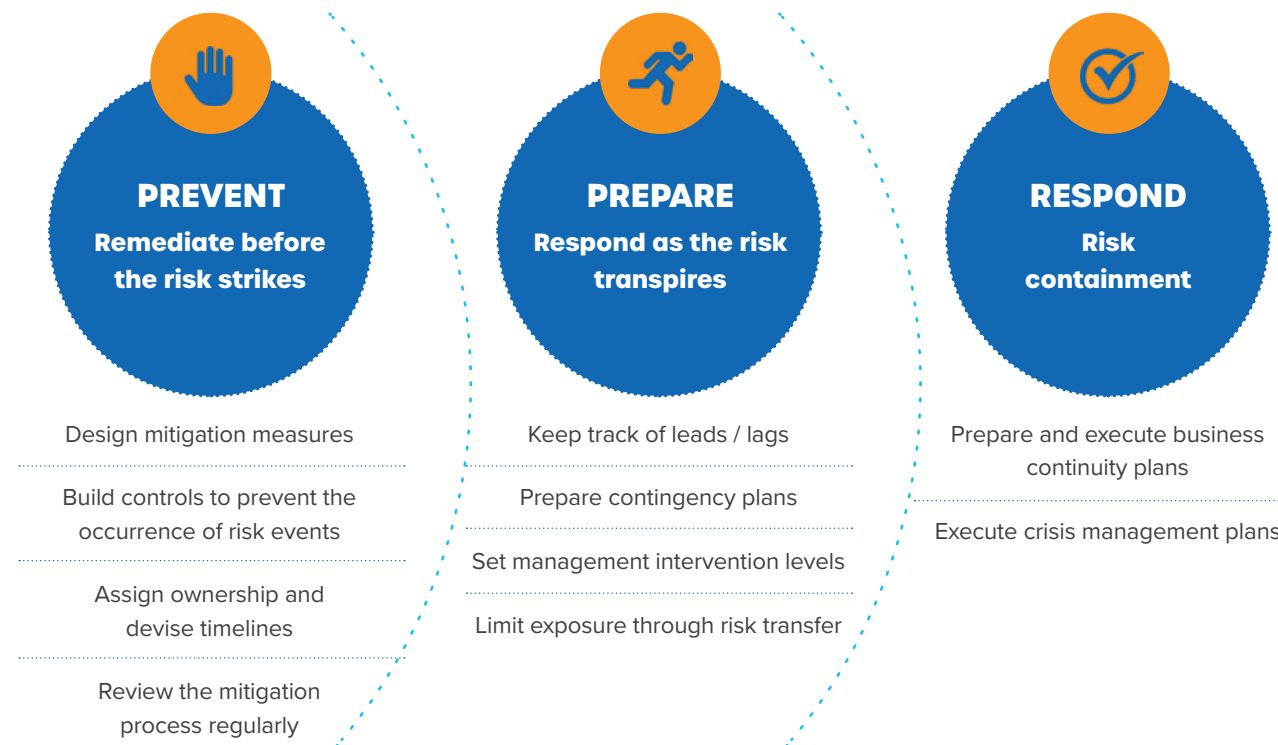 PREVENT
Remediate before
the risk strikes
Design mitigation measures
Build controls to prevent the
occurrence of risk events
Assign ownership and
devise timelines
Review the mitigation
process regularly
PREPARE
Respond as the risk
transpires
Keep track of leads / lags
Prepare contingency plans
Set management intervention levels
Limit exposure through risk transfer
RESPOND
Risk
containment
Prepare and execute business
continuity plans
Execute crisis management plans